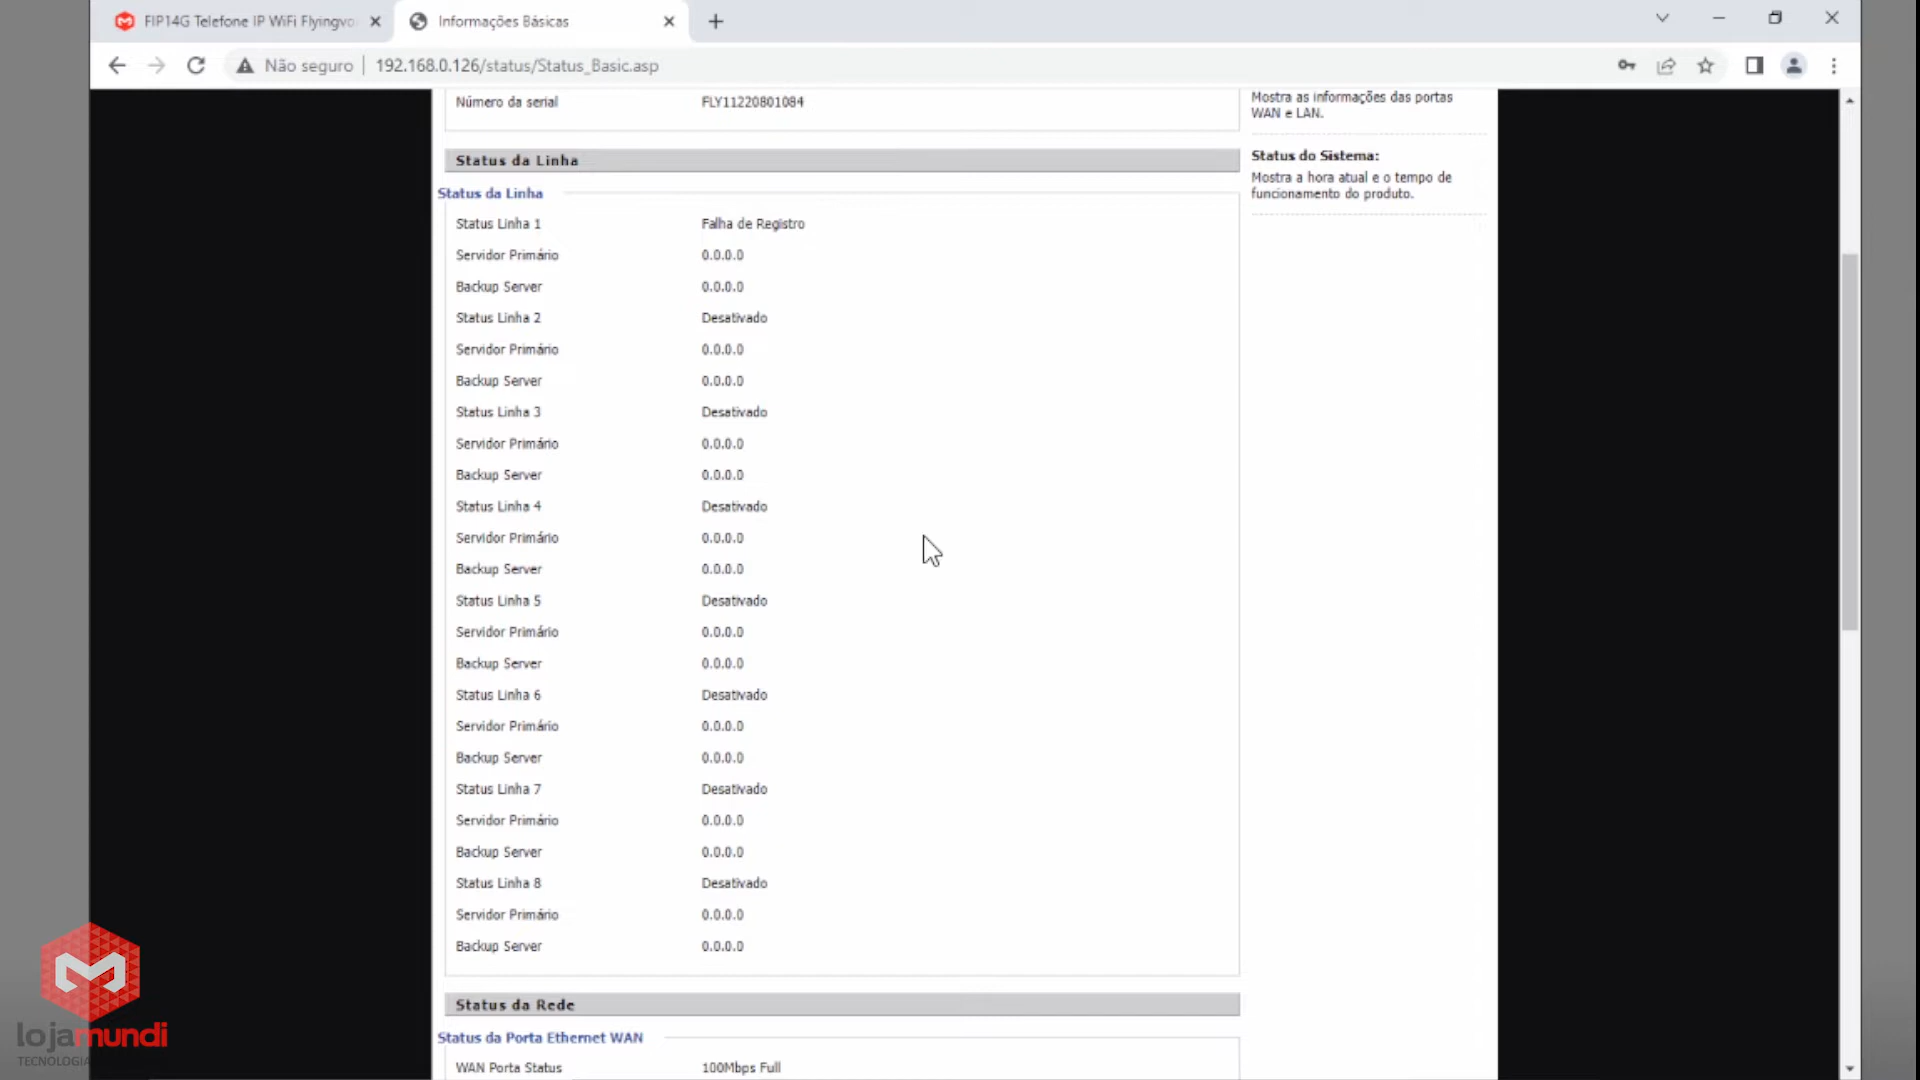 FIP14G Telefone IP WiFi Flyingvo
Informações Básicas
Não seguro
192.168.0.126/status/Status_Basic.asp
Número da serial FLY11220801084
Mostra as informações das portas
WAN e LAN.
Status da Linha
Status do Sistema:
Mostra a hora atual e o tempo de
funcionamento do produto.
Status da Linha
Status Linha 1 Falha de Registro
Servidor Primário 0.0.0.0
Backup Server 0.0.0.0
Status Linha 2 Desativado
Servidor Primário 0.0.0.0
Backup Server 0.0.0.0
Status Linha 3 Desativado
Servidor Primário 0.0.0.0
Backup Server 0.0.0.0
Status Linha 4 Desativado
Servidor Primário 0.0.0.0
Backup Server 0.0.0.0
Status Linha 5 Desativado
Servidor Primário 0.0.0.0
Backup Server 0.0.0.0
Status Linha 6 Desativado
Servidor Primário 0.0.0.0
Backup Server 0.0.0.0
Status Linha 7 Desativado
Servidor Primário 0.0.0.0
Backup Server 0.0.0.0
Status Linha 8 Desativado
Servidor Primário 0.0.0.0
Backup Server 0.0.0.0
Status da Rede
Status da Porta Ethernet WAN
WAN Porta Status 100Mbps Full
lojamundi
TECNOLOGIA